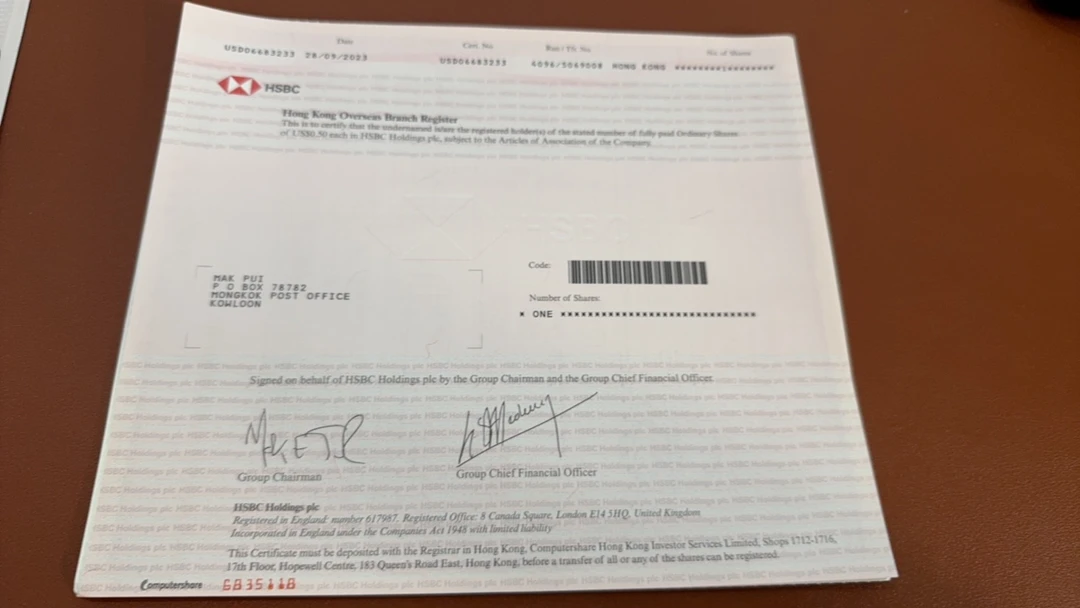 Date Cert. No. No. of Shares
USD06683233 28/09/2023 USD06683233 4096/5069008 HONG KONG ********1********
HSBC
Hong Kong Overseas Branch Register
This is to certify that the undernamed is/are the registered holder(s) of the stated number of fully paid Ordinary Shares
of US$0.50 each in HSBC Holdings plc, subject to the Articles of Association of the Company.
HSBC
Code:
MAK PUI
P O BOX 78782
MONGKOK POST OFFICE
KOWLOON
Number of Shares:
* ONE *****************************
Signed on behalf of HSBC Holdings plc by the Group Chairman and the Group Chief Financial Officer
Group Chairman
Group Chief Financial Officer
HSBC Holdings plc
Registered in England: number 617987. Registered Office: 8 Canada Square, London E14 5HQ, United Kingdom
Incorporated in England under the Companies Act 1948 with limited liability
This Certificate must be deposited with the Registrar in Hong Kong, Computershare Hong Kong Investor Services Limited, Shops 1712-1716,
17th Floor, Hopewell Centre, 183 Queen's Road East, Hong Kong, before a transfer of all or any of the shares can be registered.
Computershare 6835118